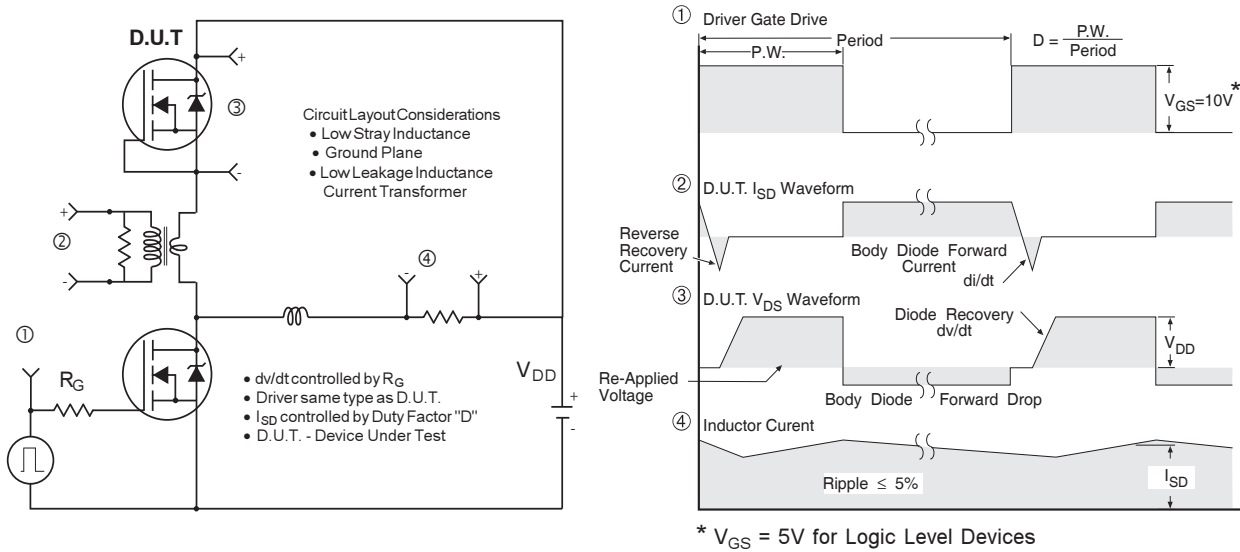 D.U.T
+
-
③
Circuit Layout Considerations
• Low Stray Inductance
• Ground Plane
• Low Leakage Inductance
Current Transformer
+
②
-
④
-
+
①
R_G
V_DD
+
-
• dv/dt controlled by R_G
• Driver same type as D.U.T.
• I_SD controlled by Duty Factor "D"
• D.U.T. - Device Under Test
① Driver Gate Drive
Period
P.W.
D = P.W. / Period
V_GS=10V *
② D.U.T. I_SD Waveform
Reverse
Recovery
Current
Body Diode Forward
Current
di/dt
③ D.U.T. V_DS Waveform
Diode Recovery
dv/dt
V_DD
Re-Applied
Voltage
Body Diode Forward Drop
④ Inductor Curent
Ripple ≤ 5%
I_SD
* V_GS = 5V for Logic Level Devices